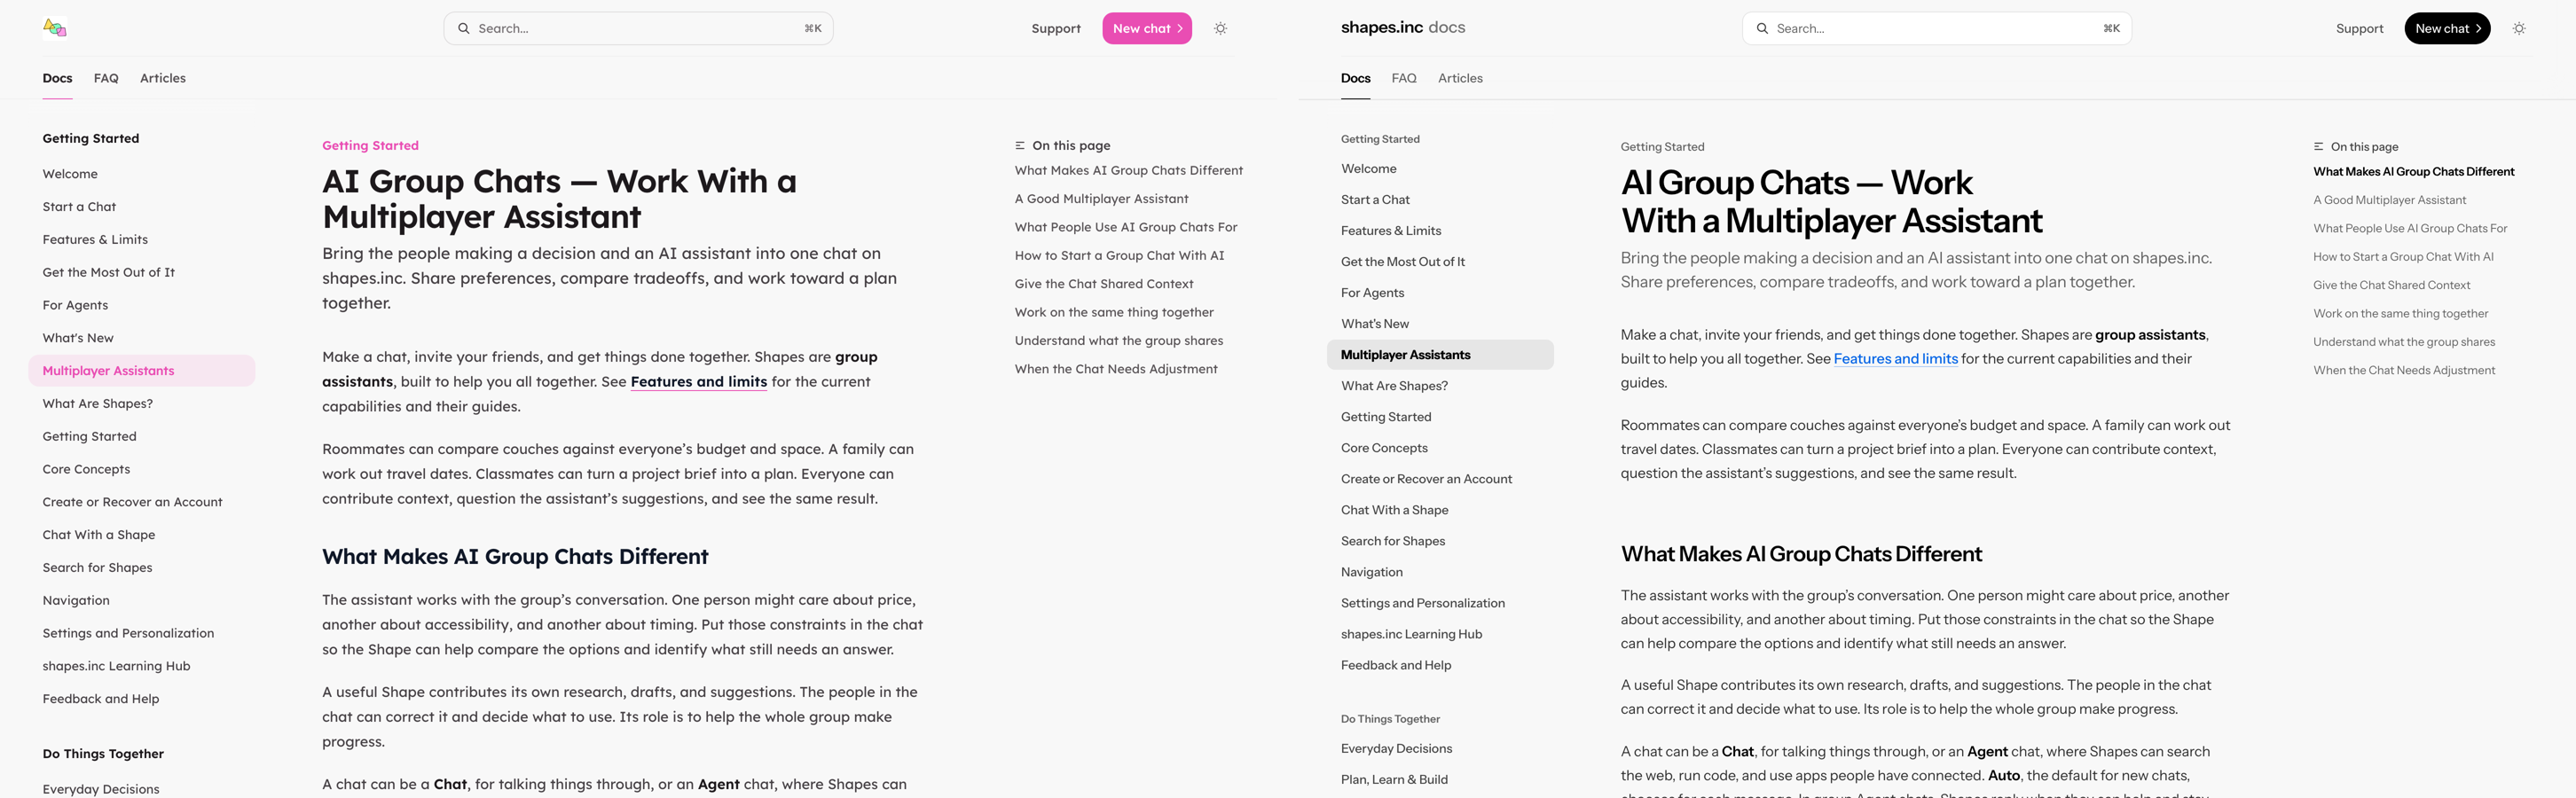 Search...
⌘K
Support
New chat
Docs
FAQ
Articles
Getting Started
Welcome
Start a Chat
Features & Limits
Get the Most Out of It
For Agents
What's New
Multiplayer Assistants
What Are Shapes?
Getting Started
Core Concepts
Create or Recover an Account
Chat With a Shape
Search for Shapes
Navigation
Settings and Personalization
shapes.inc Learning Hub
Feedback and Help
Do Things Together
Everyday Decisions
Getting Started
AI Group Chats — Work With a
Multiplayer Assistant
Bring the people making a decision and an AI assistant into one chat on
shapes.inc. Share preferences, compare tradeoffs, and work toward a plan
together.
Make a chat, invite your friends, and get things done together. Shapes are group
assistants, built to help you all together. See Features and limits for the current
capabilities and their guides.
Roommates can compare couches against everyone’s budget and space. A family can
work out travel dates. Classmates can turn a project brief into a plan. Everyone can
contribute context, question the assistant’s suggestions, and see the same result.
What Makes AI Group Chats Different
The assistant works with the group’s conversation. One person might care about price,
another about accessibility, and another about timing. Put those constraints in the chat
so the Shape can help compare the options and identify what still needs an answer.
A useful Shape contributes its own research, drafts, and suggestions. The people in the
chat can correct it and decide what to use. Its role is to help the whole group make
progress.
A chat can be a Chat, for talking things through, or an Agent chat, where Shapes can
On this page
What Makes AI Group Chats Different
A Good Multiplayer Assistant
What People Use AI Group Chats For
How to Start a Group Chat With AI
Give the Chat Shared Context
Work on the same thing together
Understand what the group shares
When the Chat Needs Adjustment
shapes.inc docs
Search...
⌘K
Support
New chat
Docs
FAQ
Articles
Getting Started
Welcome
Start a Chat
Features & Limits
Get the Most Out of It
For Agents
What's New
Multiplayer Assistants
What Are Shapes?
Getting Started
Core Concepts
Create or Recover an Account
Chat With a Shape
Search for Shapes
Navigation
Settings and Personalization
shapes.inc Learning Hub
Feedback and Help
Do Things Together
Everyday Decisions
Plan, Learn & Build
Getting Started
AI Group Chats — Work
With a Multiplayer Assistant
Bring the people making a decision and an AI assistant into one chat on shapes.inc.
Share preferences, compare tradeoffs, and work toward a plan together.
Make a chat, invite your friends, and get things done together. Shapes are group assistants,
built to help you all together. See Features and limits for the current capabilities and their
guides.
Roommates can compare couches against everyone’s budget and space. A family can work out
travel dates. Classmates can turn a project brief into a plan. Everyone can contribute context,
question the assistant’s suggestions, and see the same result.
What Makes AI Group Chats Different
The assistant works with the group’s conversation. One person might care about price, another
about accessibility, and another about timing. Put those constraints in the chat so the Shape
can help compare the options and identify what still needs an answer.
A useful Shape contributes its own research, drafts, and suggestions. The people in the chat
can correct it and decide what to use. Its role is to help the whole group make progress.
A chat can be a Chat, for talking things through, or an Agent chat, where Shapes can search
the web, run code, and use apps people have connected. Auto, the default for new chats,
On this page
What Makes AI Group Chats Different
A Good Multiplayer Assistant
What People Use AI Group Chats For
How to Start a Group Chat With AI
Give the Chat Shared Context
Work on the same thing together
Understand what the group shares
When the Chat Needs Adjustment